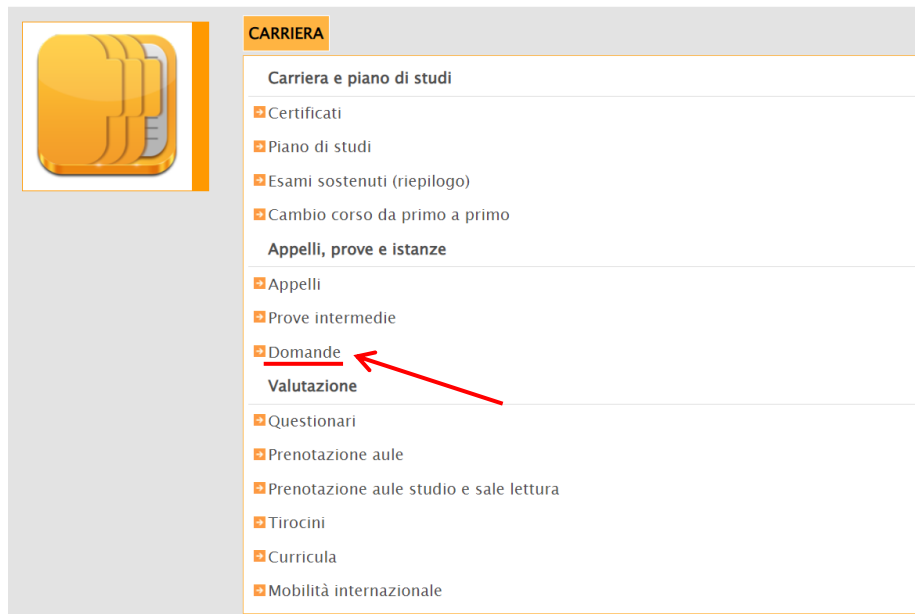 CARRIERA
Carriera e piano di studi
Certificati
Piano di studi
Esami sostenuti (riepilogo)
Cambio corso da primo a primo
Appelli, prove e istanze
Appelli
Prove intermedie
Domande
Valutazione
Questionari
Prenotazione aule
Prenotazione aule studio e sale lettura
Tirocini
Curricula
Mobilità internazionale